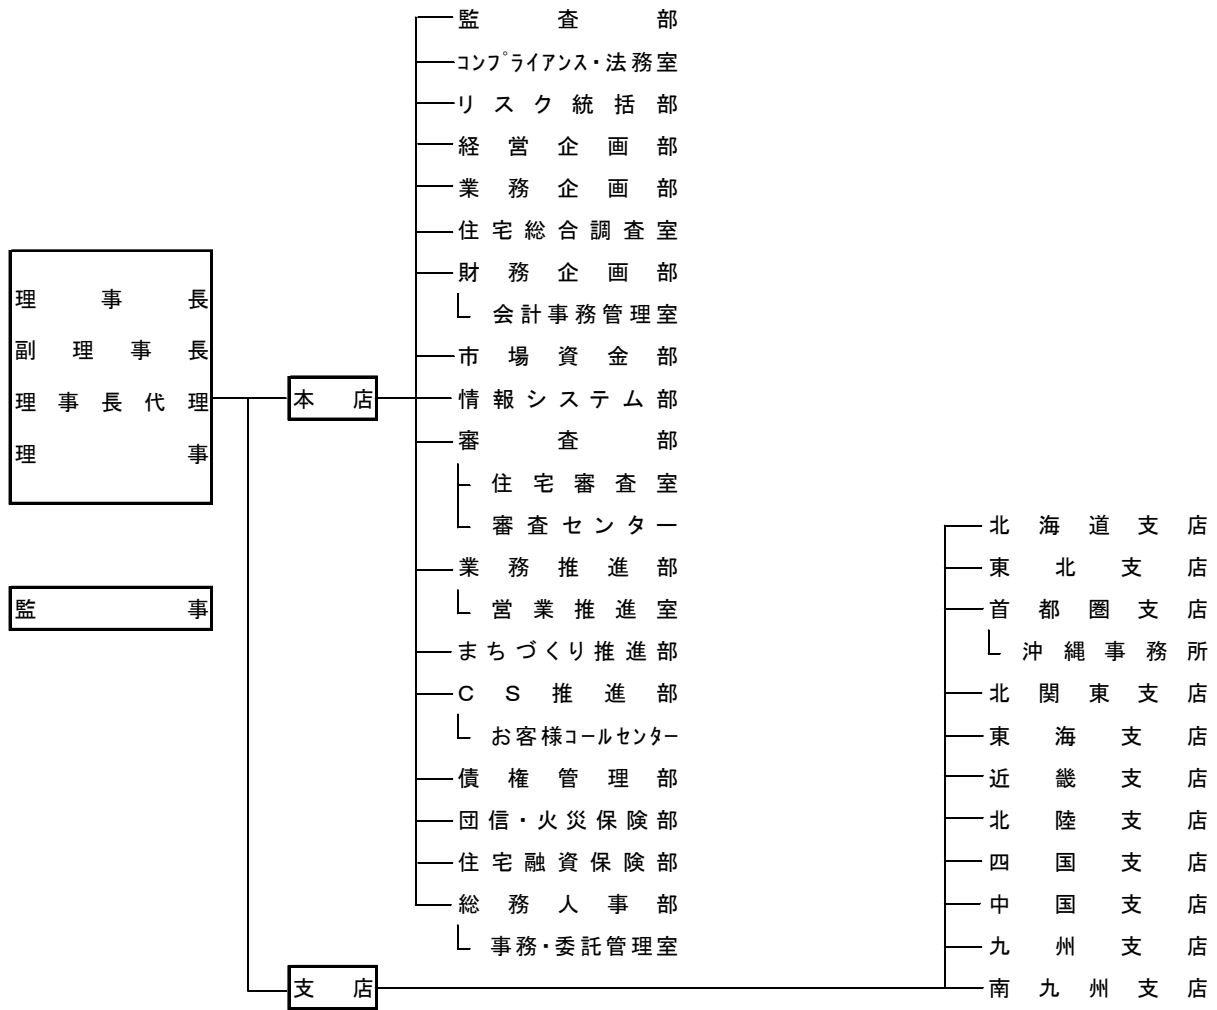 理事長
副理事長
理事長代理
理事
監事
本店
監査部
コンプライアンス・法務室
リスク統括部
経営企画部
業務企画部
住宅総合調査室
財務企画部
会計事務管理室
市場資金部
情報システム部
審査部
住宅審査室
審査センター
業務推進部
営業推進室
まちづくり推進部
CS推進部
お客様コールセンター
債権管理部
団信・火災保険部
住宅融資保険部
総務人事部
事務・委託管理室
支店
北海道支店
東北支店
首都圏支店
沖縄事務所
北関東支店
東海支店
近畿支店
北陸支店
四国支店
中国支店
九州支店
南九州支店